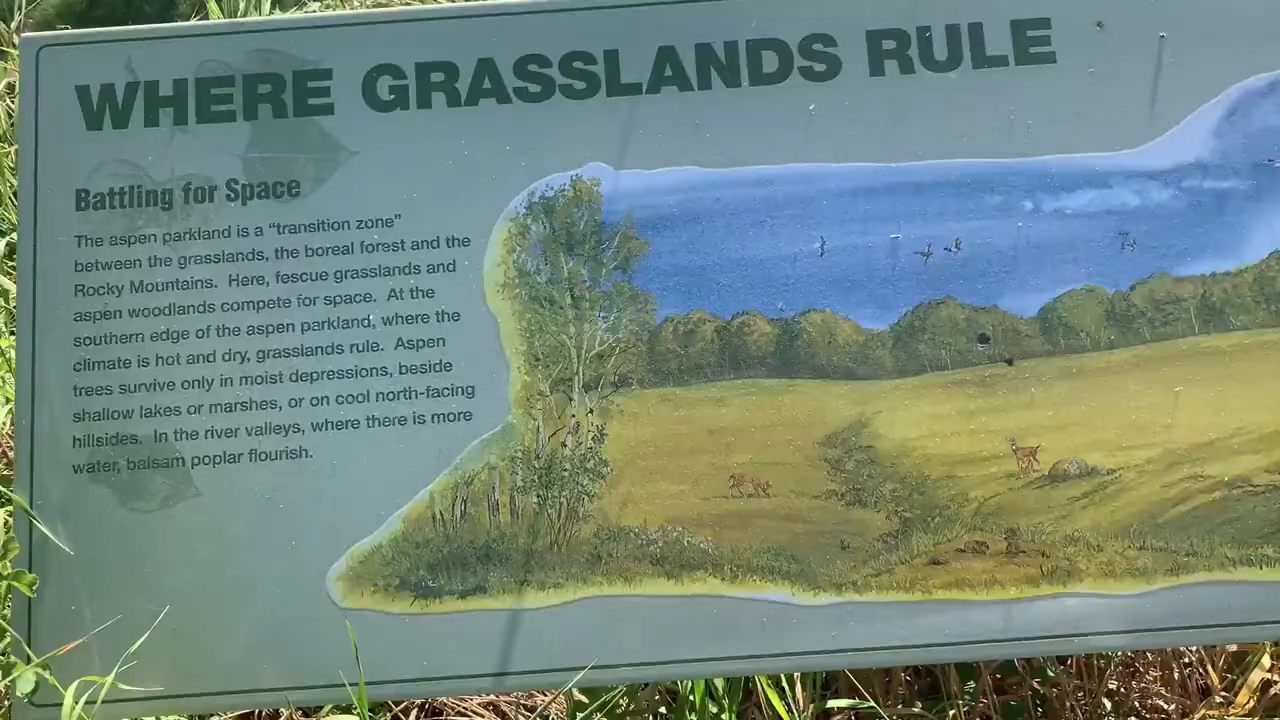 WHERE GRASSLANDS RULE
Battling for Space
The aspen parkland is a “transition zone”
between the grasslands, the boreal forest and the
Rocky Mountains. Here, fescue grasslands and
aspen woodlands compete for space. At the
southern edge of the aspen parkland, where the
climate is hot and dry, grasslands rule. Aspen
trees survive only in moist depressions, beside
shallow lakes or marshes, or on cool north-facing
hillsides. In the river valleys, where there is more
water, balsam poplar flourish.